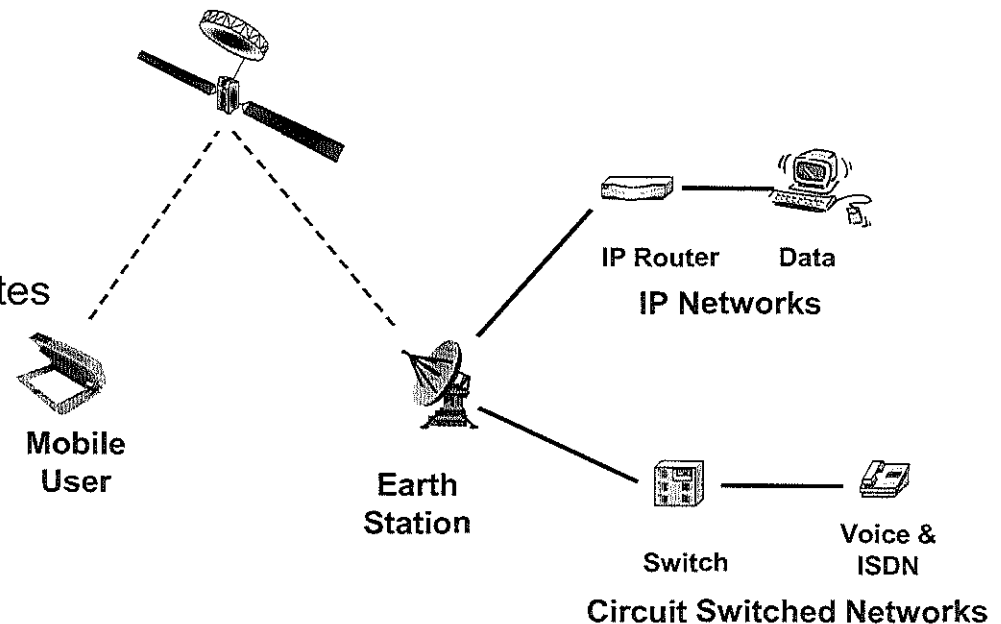 IP Router
Data
IP Networks
tes
Mobile
User
Earth
Station
Switch
Voice &
ISDN
Circuit Switched Networks